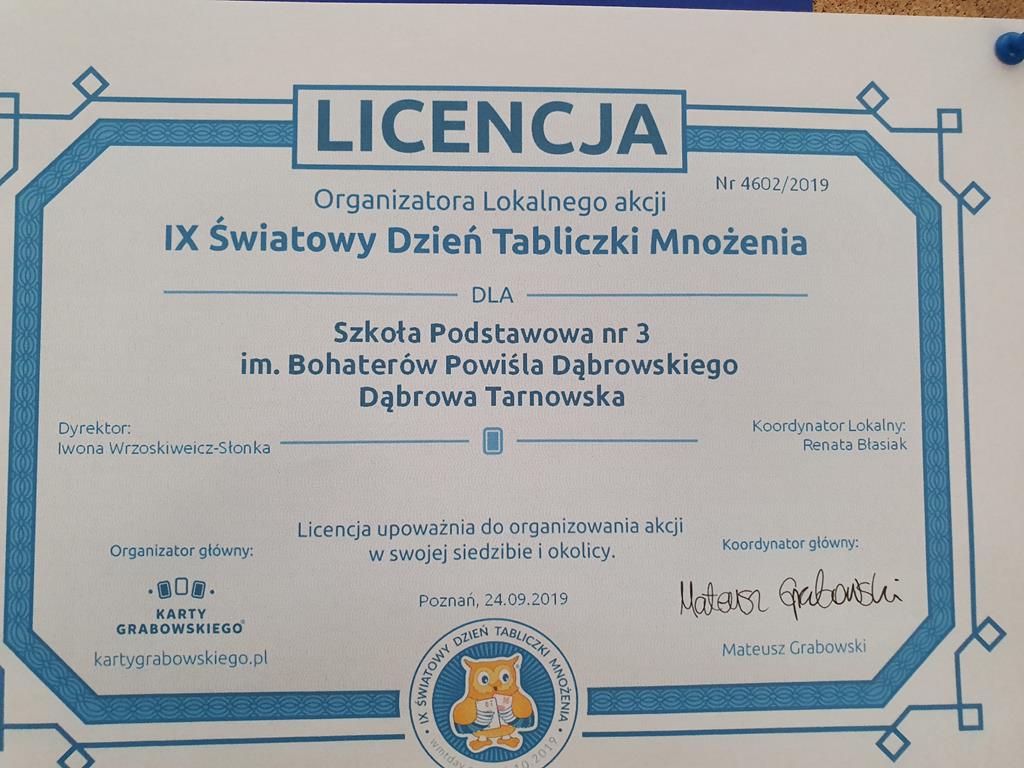 LICENCJA
Nr 4602/2019
Organizatora Lokalnego akcji
IX Światowy Dzień Tabliczki Mnożenia
DLA
Szkoła Podstawowa nr 3
im. Bohaterów Powiśla Dąbrowskiego
Dąbrowa Tarnowska
Dyrektor:
Iwona Wrzoskiweicz-Słonka
Koordynator Lokalny:
Renata Błasiak
Licencja upoważnia do organizowania akcji
w swojej siedzibie i okolicy.
Organizator główny:
KARTY
GRABOWSKIEGO
kartygrabowskiego.pl
Poznań, 24.09.2019
Koordynator główny:
Mateusz Grabowski
Mateusz Grabowski
IX ŚWIATOWY DZIEŃ TABLICZKI MNOŻENIA
10.2019